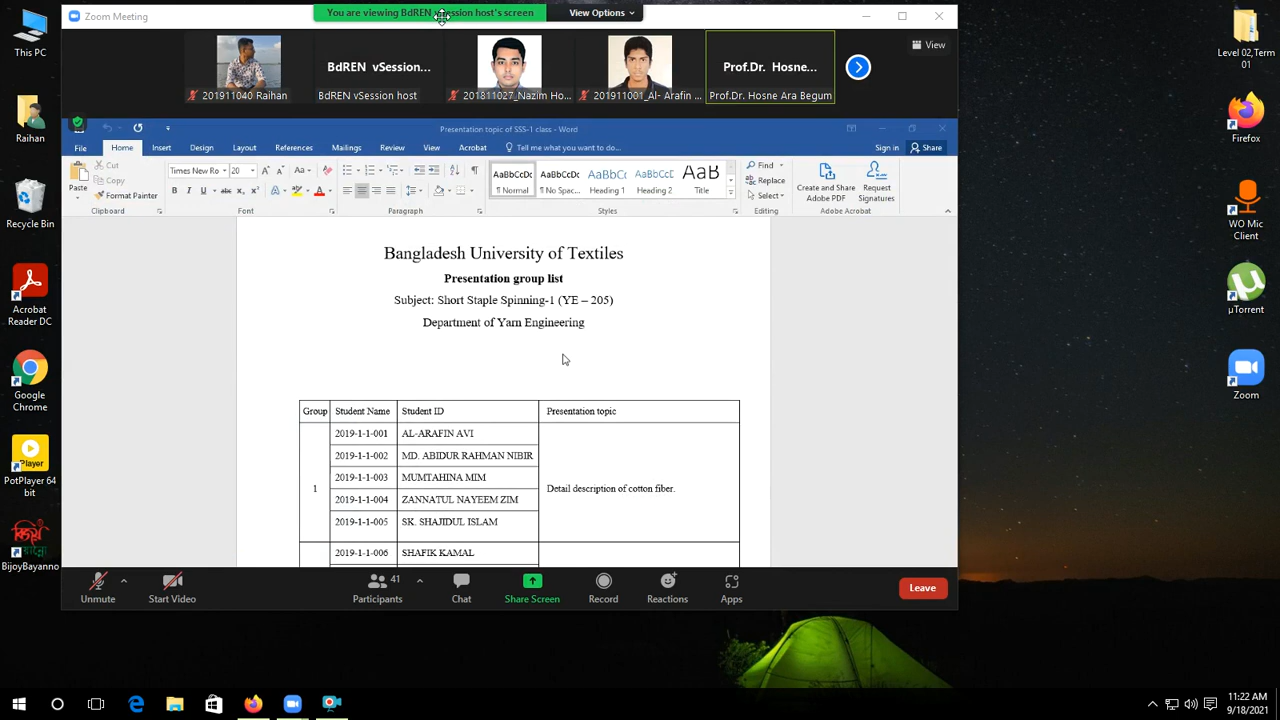 Zoom Meeting
You are viewing BdREN vSession host's screen
View Options
View
BdREN vSession...
Prof.Dr. Hosne...
201911040 Raihan
BdREN vSession host
201811027_Nazim Ho...
201911001_Al- Arafin ...
Prof.Dr. Hosne Ara Begum
Presentation topic of SSS-1 class - Word
File
Home
Insert
Design
Layout
References
Mailings
Review
View
Acrobat
Tell me what you want to do...
Sign in
Share
Paste
Cut
Copy
Format Painter
Clipboard
Times New Ro
20
Font
Paragraph
AaBbCcDc
¶ Normal
AaBbCcDc
¶ No Spac...
AaBbCc
Heading 1
AaBbCcD
Heading 2
AaB
Title
Styles
Find
Replace
Select
Editing
Create and Share
Adobe PDF
Request
Signatures
Adobe Acrobat
Bangladesh University of Textiles
Presentation group list
Subject: Short Staple Spinning-1 (YE – 205)
Department of Yarn Engineering
Group Student Name Student ID Presentation topic
2019-1-1-001 AL-ARAFIN AVI
2019-1-1-002 MD. ABIDUR RAHMAN NIBIR
2019-1-1-003 MUMTAHINA MIM
1 Detail description of cotton fiber.
2019-1-1-004 ZANNATUL NAYEEM ZIM
2019-1-1-005 SK. SHAJIDUL ISLAM
2019-1-1-006 SHAFIK KAMAL
Unmute
Start Video
41
Participants
Chat
Share Screen
Record
Reactions
Apps
Leave
This PC
Raihan
Recycle Bin
Acrobat
Reader DC
Google
Chrome
Player
PotPlayer 64
bit
বিজয়
BijoyBayanno
Level 02,Term
01
Firefox
WO Mic
Client
µTorrent
Zoom
11:22 AM
9/18/2021